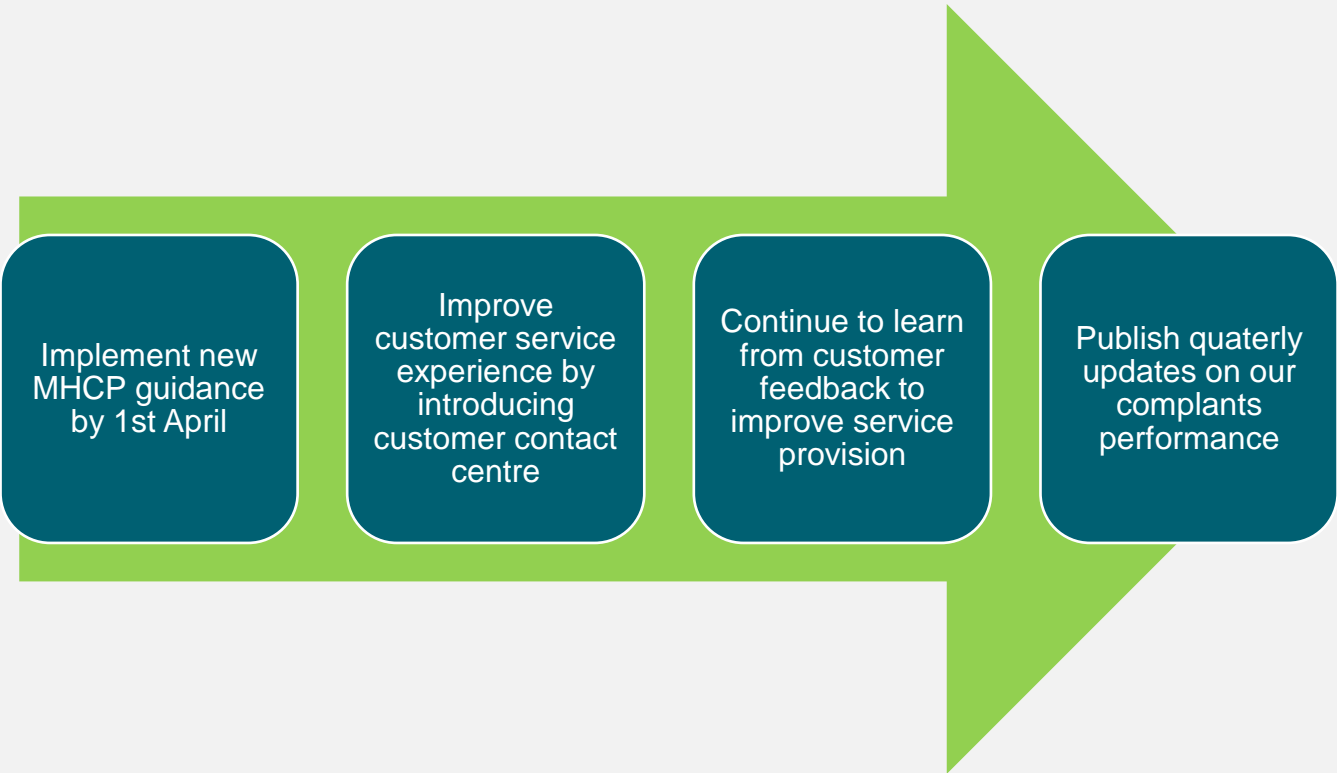 Implement new
MHCP guidance
by 1st April
Improve
customer service
experience by
introducing
customer contact
centre
Continue to learn
from customer
feedback to
improve service
provision
Publish quaterly
updates on our
complants
performance